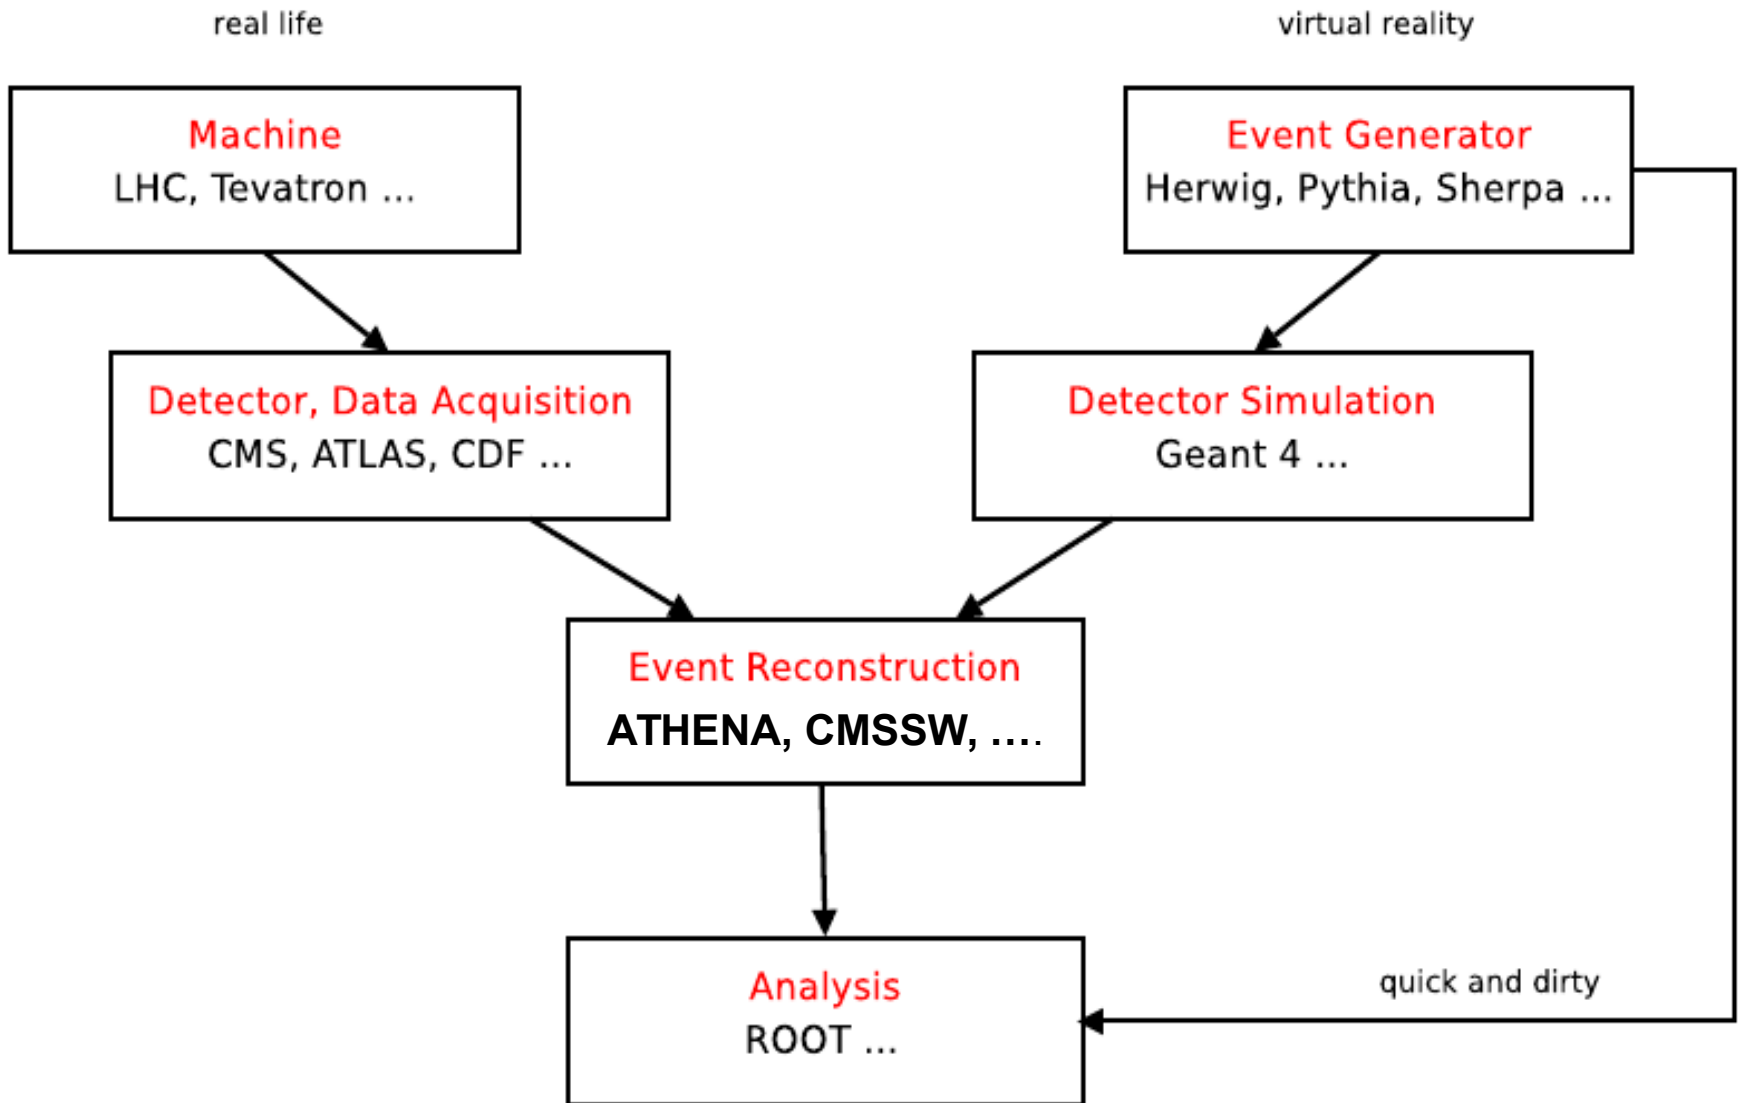 real life
virtual reality
Machine
LHC, Tevatron ...
Event Generator
Herwig, Pythia, Sherpa ...
Detector, Data Acquisition
CMS, ATLAS, CDF ...
Detector Simulation
Geant 4 ...
Event Reconstruction
ATHENA, CMSSW, ....
Analysis
ROOT ...
quick and dirty